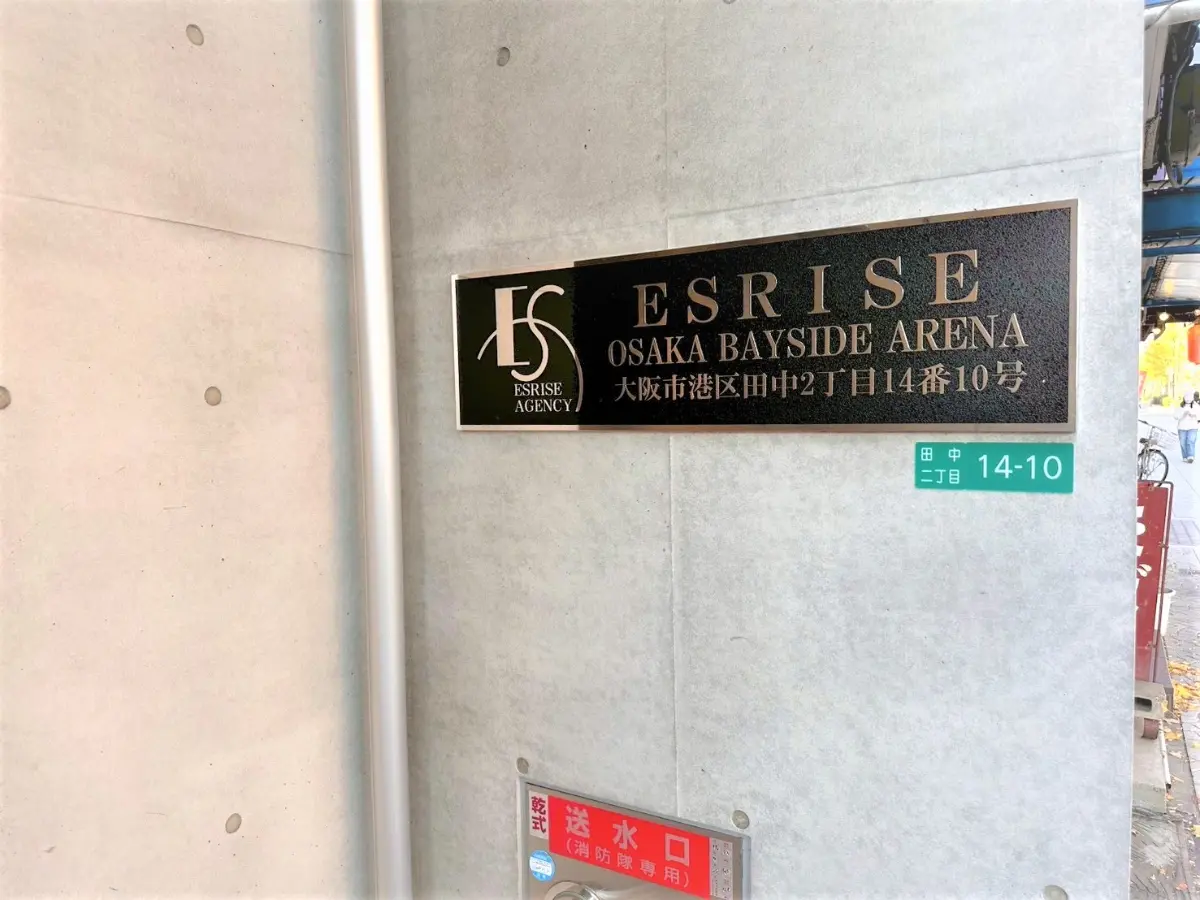 ES
ESRISE
AGENCY
ESRISE
OSAKA BAYSIDE ARENA
大阪市港区田中2丁目14番10号
田中
二丁目
14-10
乾式
送水口
(消防隊専用)